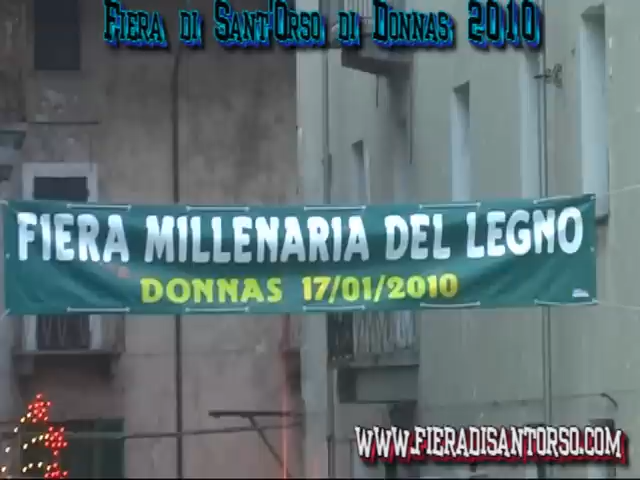 Fiera di Sant'Orso di Donnas 2010
FIERA MILLENARIA DEL LEGNO
DONNAS 17/01/2010
WWW.FIERADISANTORSO.COM